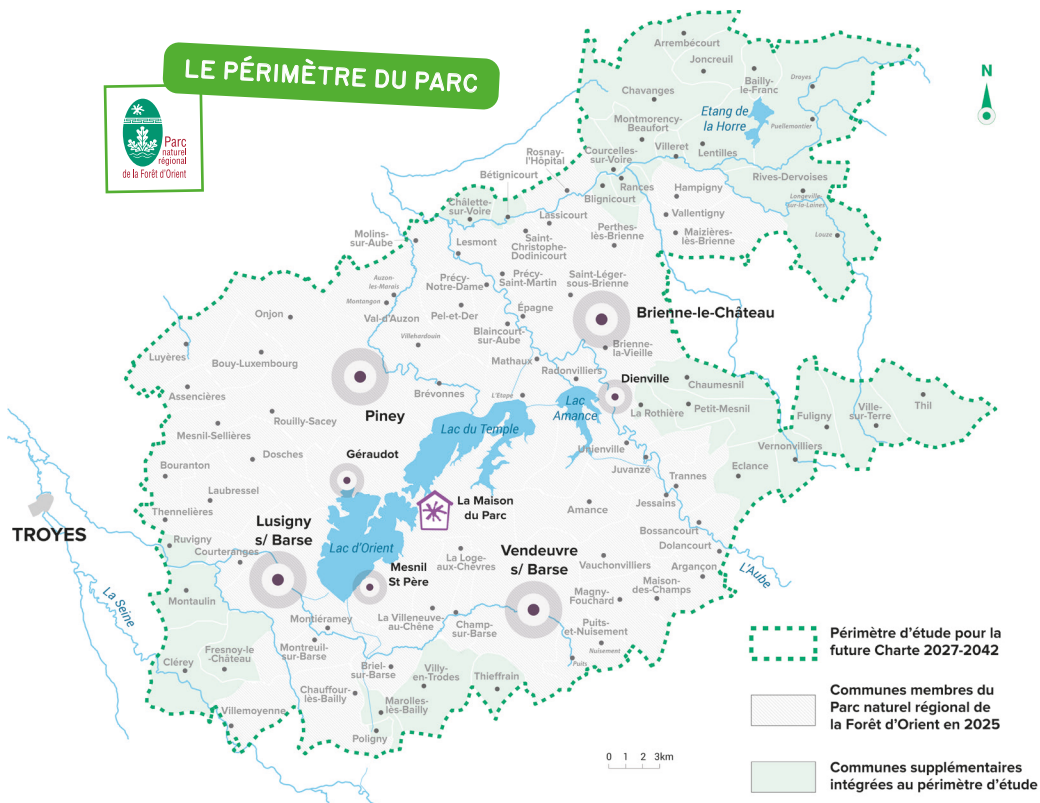 LE PÉRIMÈTRE DU PARC
Parc
naturel
régional
de la Forêt d'Orient
N
Arrembécourt
Joncreuil
Bailly-
le-Franc
Droyes
Chavanges
Etang de
la Horre
Puellemontier
Montmorency-
Beaufort
Villeret
Lentilles
Courcelles-
sur-Voire
Rosnay-
l'Hôpital
Rances
Rives-Dervoises
Bétignicourt
Blignicourt
Hampigny
Longeville
-sur-la-Laines
Châlette-
sur-Voire
Lassicourt
Vallentigny
Perthes-
lès-Brienne
Maizières-
lès-Brienne
Louze
Molins-
sur-Aube
Lesmont
Saint-
Christophe-
Dodinicourt
Auzon-
les-Marais
Précy-
Notre-Dame
Précy-
Saint-Martin
Saint-Léger-
sous-Brienne
Montangon
Onjon
Val-d'Auzon
Pel-et-Der
Épagne
Brienne-le-Château
Villehardouin
Blaincourt-
sur-Aube
Brienne-
la-Vieille
Luyères
Bouy-Luxembourg
Mathaux
Radonvilliers
Dienville
Chaumesnil
Assencières
Piney
Brévonnes
L'Etape
Lac
Amance
La Rothière
Petit-Mesnil
Fuligny
Ville-
sur-Terre
Thil
Rouilly-Sacey
Mesnil-Sellières
Lac du Temple
Unienville
Vernonvilliers
Dosches
Géraudot
Juvanzé
Bouranton
Trannes
Eclance
Laubressel
La Maison
du Parc
Amance
Jessains
Thennelières
TROYES
Lusigny
s/ Barse
Bossancourt
Ruvigny
Courteranges
Lac d'Orient
La Loge-
aux-Chèvres
Vendeuvre
s/ Barse
Vauchonvilliers
Dolancourt
Argançon
L'Aube
Mesnil
St Père
Maison-
des-Champs
La Seine
Montaulin
Magny-
Fouchard
La Villeneuve-
au-Chêne
Champ-
sur-Barse
Montiéramey
Puits-
et-Nuisement
Montreuil-
sur-Barse
Nuisement
Fresnoy-le
-Château
Clérey
Puits
Briel-
sur-Barse
Villy-
en-Trodes
Thieffrain
Chauffour-
lès-Bailly
Marolles-
lès-Bailly
Villemoyenne
Poligny
0 1 2 3km
Périmètre d'étude pour la
future Charte 2027-2042
Communes membres du
Parc naturel régional de
la Forêt d'Orient en 2025
Communes supplémentaires
intégrées au périmètre d'étude